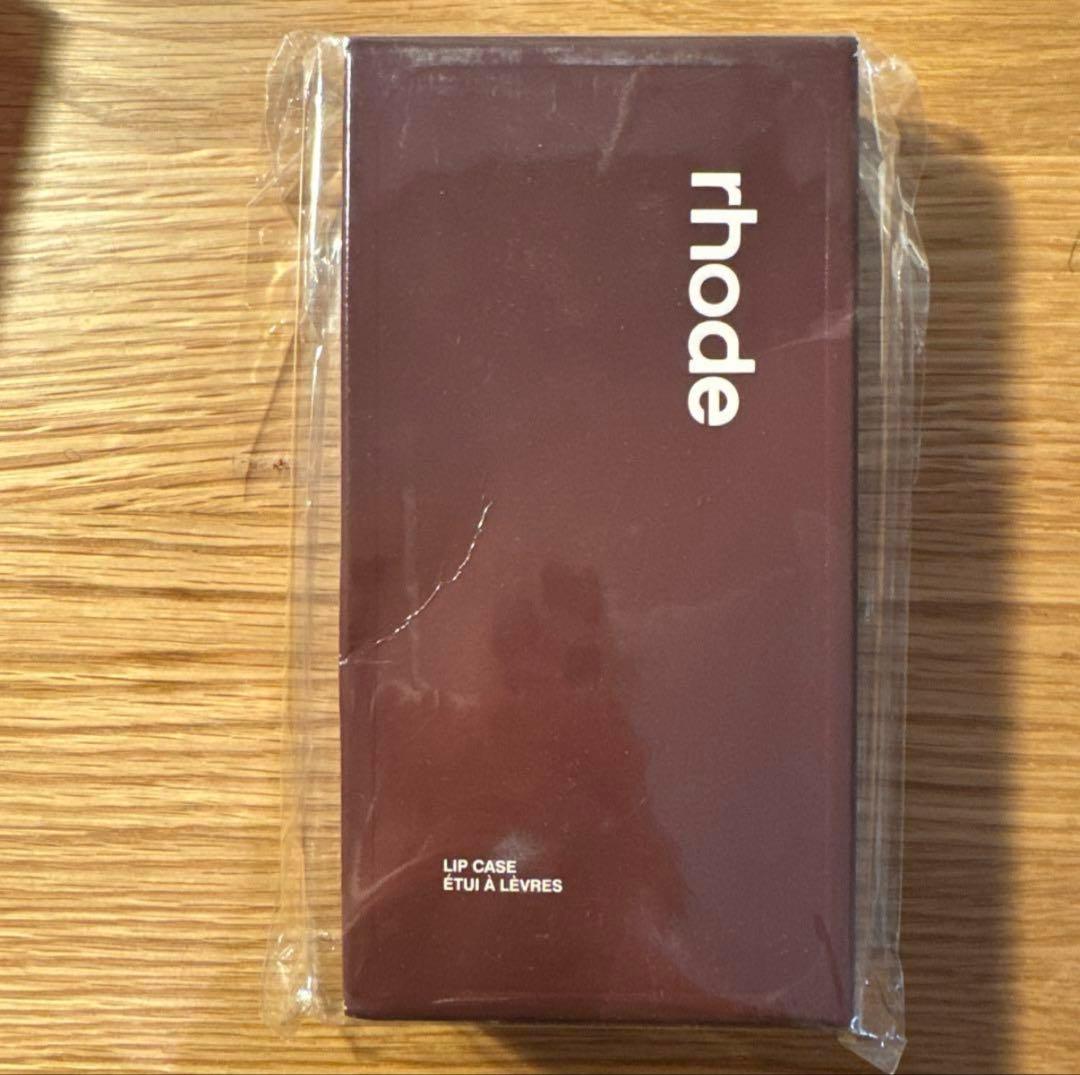 rhode
LIP CASE
ÉTUI À LÈVRES